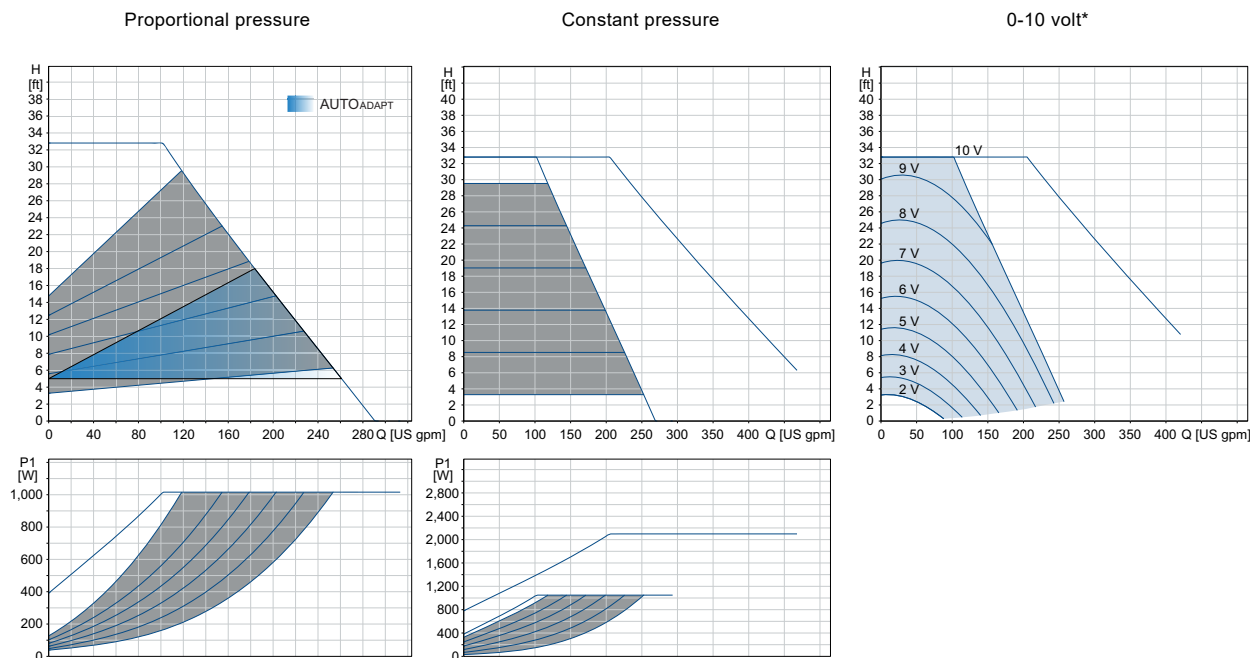 Proportional pressure
Constant pressure
0-10 volt*
H
[ft]
38
36
34
32
30
28
26
24
22
20
18
16
14
12
10
8
6
4
2
0
AUTOADAPT
0 40 80 120 160 200 240 280 Q [US gpm]
H
[ft]
40
38
36
34
32
30
28
26
24
22
20
18
16
14
12
10
8
6
4
2
0
0 50 100 150 200 250 300 350 400 Q [US gpm]
H
[ft]
40
38
36
34
32
30
28
26
24
22
20
18
16
14
12
10
8
6
4
2
0
10 V
9 V
8 V
7 V
6 V
5 V
4 V
3 V
2 V
0 50 100 150 200 250 300 350 400 Q [US gpm]
P1
[W]
1,000
800
600
400
200
0
P1
[W]
2,800
2,400
2,000
1,600
1,200
800
400
0